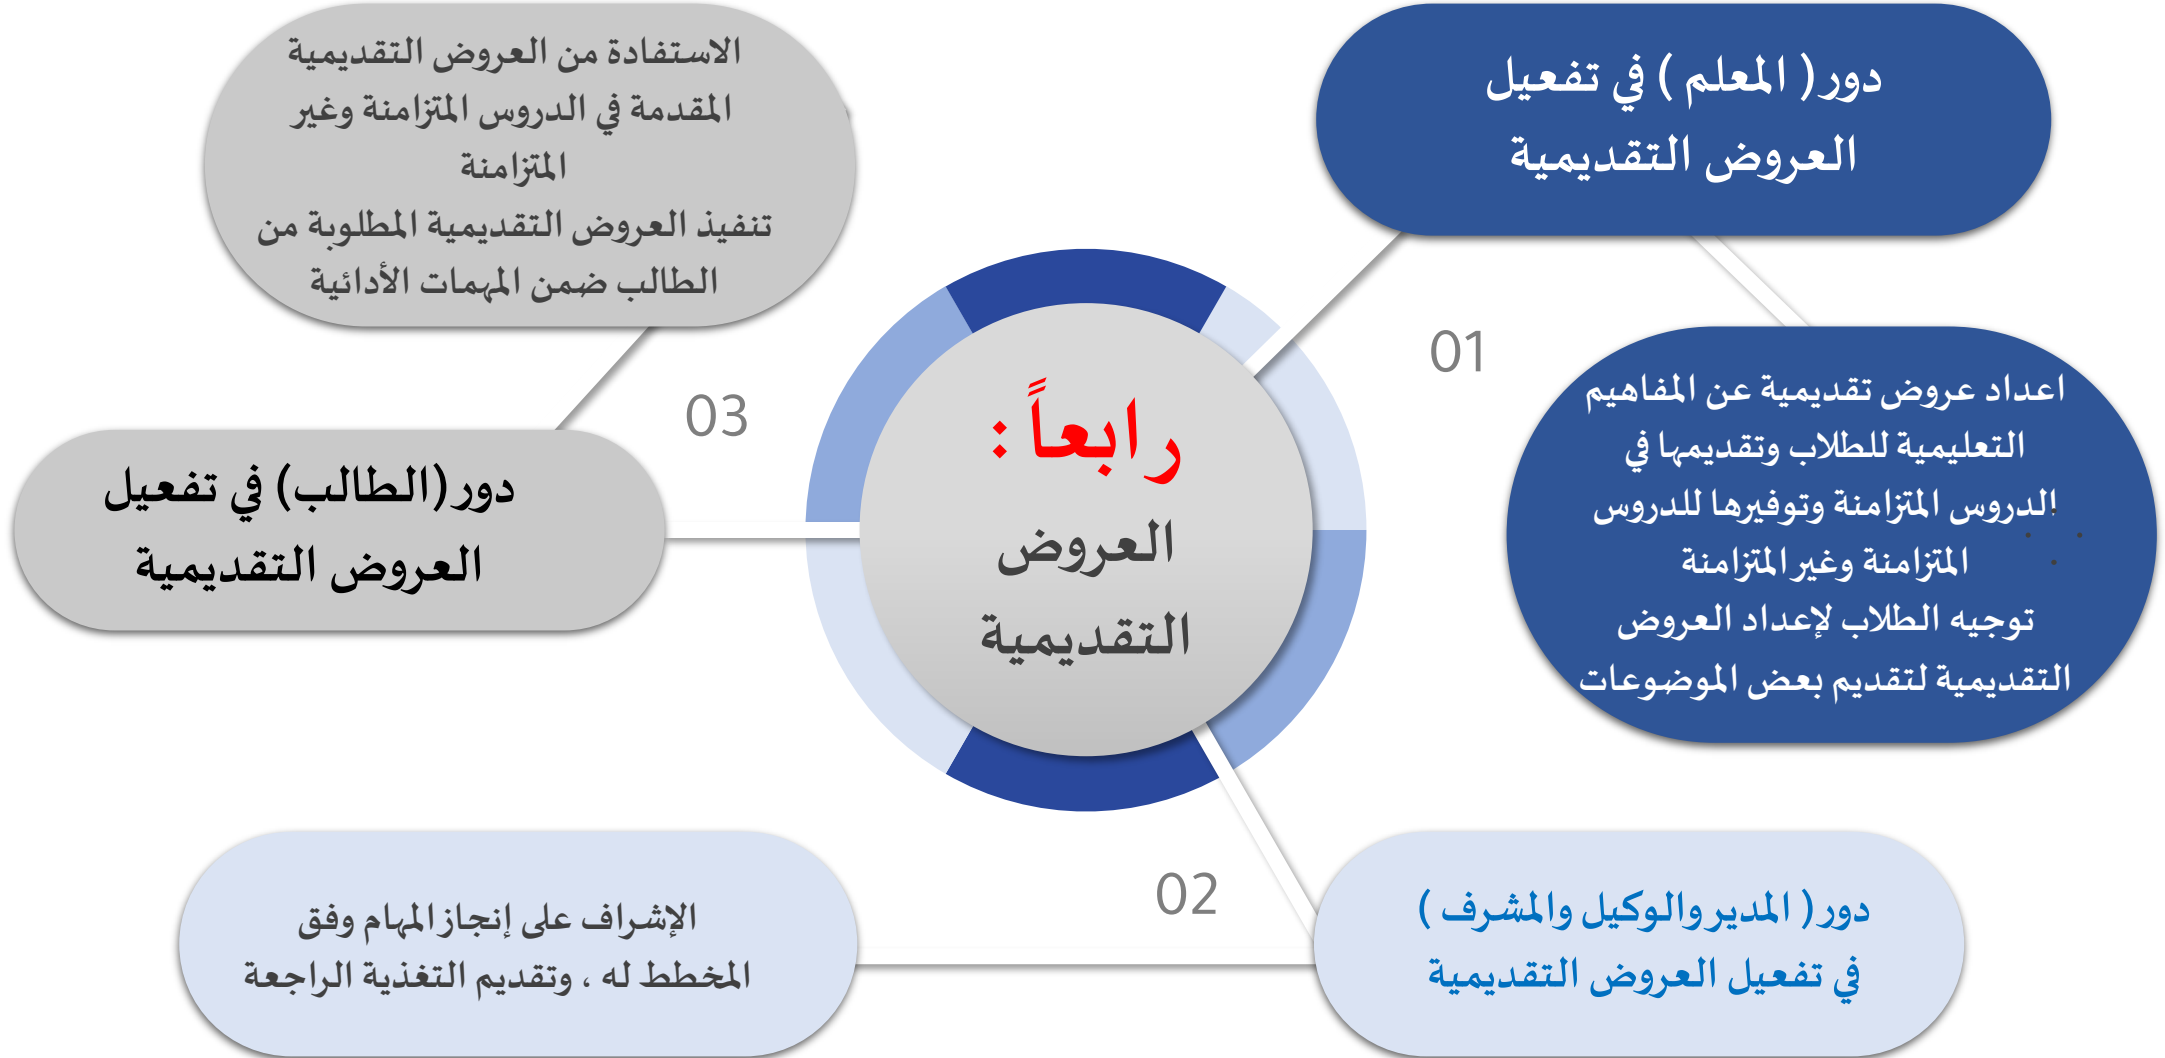 رابعاً :
العروض
التقديمية
01
دور( المعلم ) في تفعيل
العروض التقديمية
اعداد عروض تقديمية عن المفاهيم
التعليمية للطلاب وتقديمها في
الدروس المتزامنة وتوفيرها للدروس
المتزامنة وغير المتزامنة
توجيه الطلاب لإعداد العروض
التقديمية لتقديم بعض الموضوعات
02
دور( المدير والوكيل والمشرف )
في تفعيل العروض التقديمية
الإشراف على إنجاز المهام وفق
المخطط له ، وتقديم التغذية الراجعة
03
دور(الطالب) في تفعيل
العروض التقديمية
الاستفادة من العروض التقديمية
المقدمة في الدروس المتزامنة وغير
المتزامنة
تنفيذ العروض التقديمية المطلوبة من
الطالب ضمن المهمات الأدائية